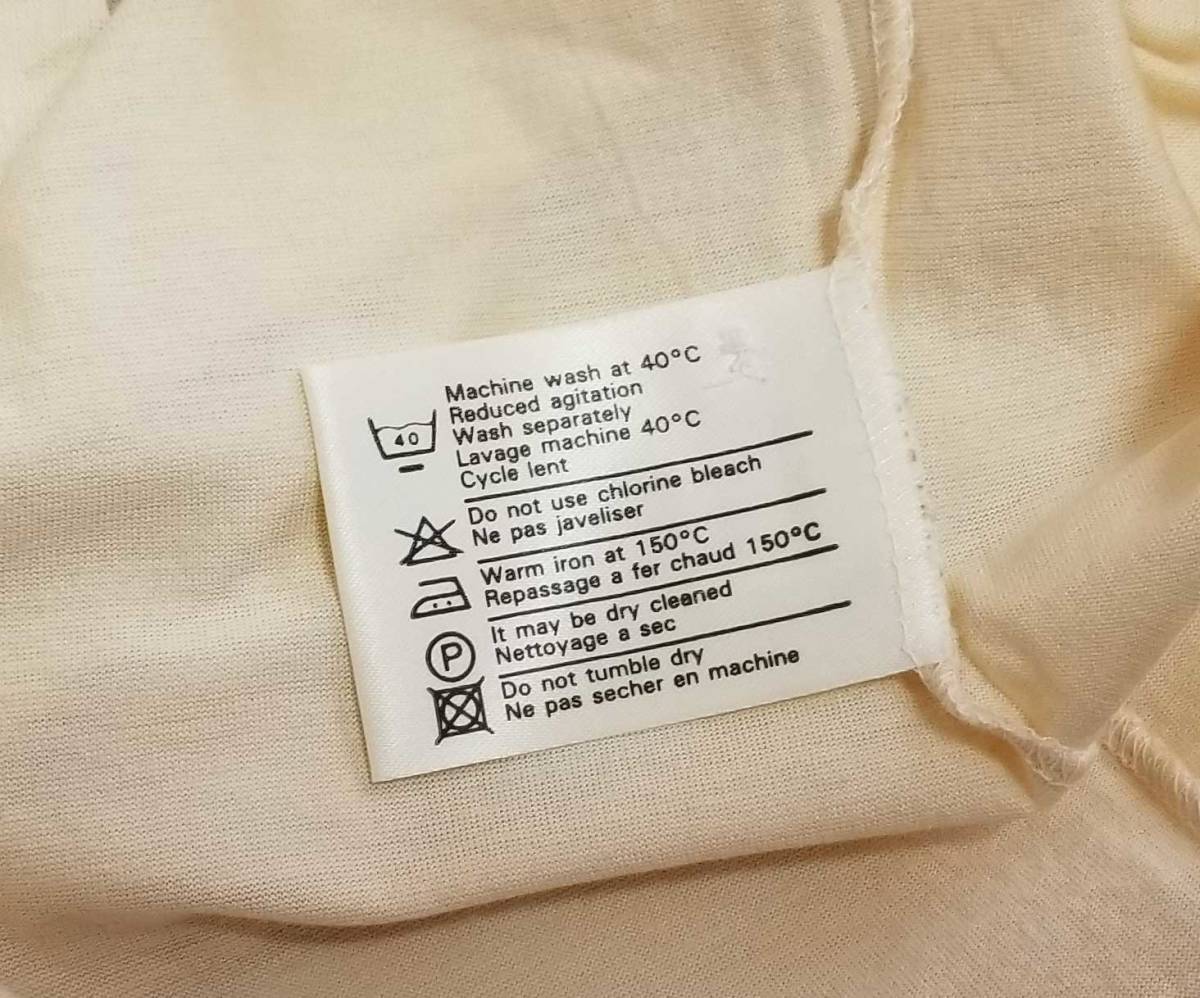 Machine wash at 40°C
Reduced agitation
Wash separately
Lavage machine 40°C
Cycle lent
40
Do not use chlorine bleach
Ne pas javeliser
Warm iron at 150°C
Repassage a fer chaud 150°C
It may be dry cleaned
Nettoyage a sec
P
Do not tumble dry
Ne pas secher en machine